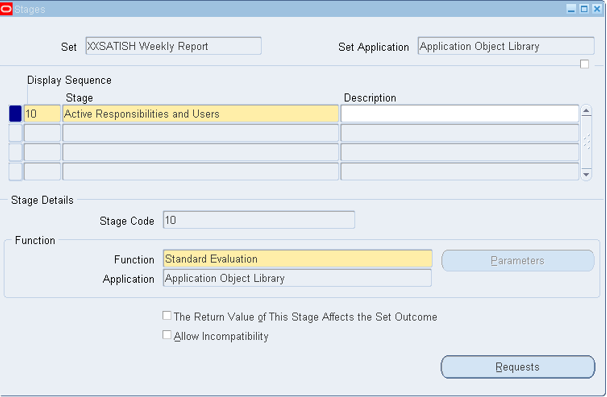 Stages
Set XXSATISH Weekly Report Set Application Application Object Library
Display Sequence
Stage Description
10 Active Responsibilities and Users
Stage Details
Stage Code 10
Function
Function Standard Evaluation Parameters
Application Application Object Library
The Return Value of This Stage Affects the Set Outcome
Allow Incompatibility
Requests